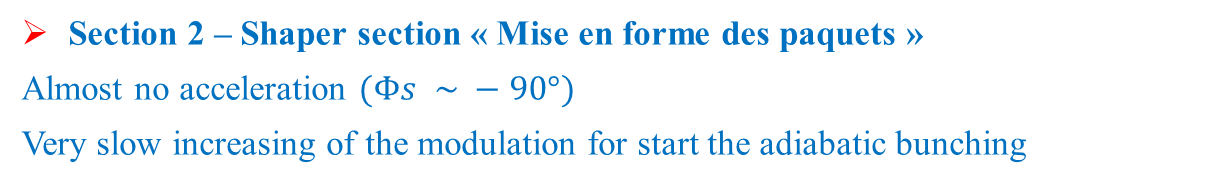 ➢ Section 2 – Shaper section « Mise en forme des paquets »
Almost no acceleration (Φs ~ − 90°)
Very slow increasing of the modulation for start the adiabatic bunching